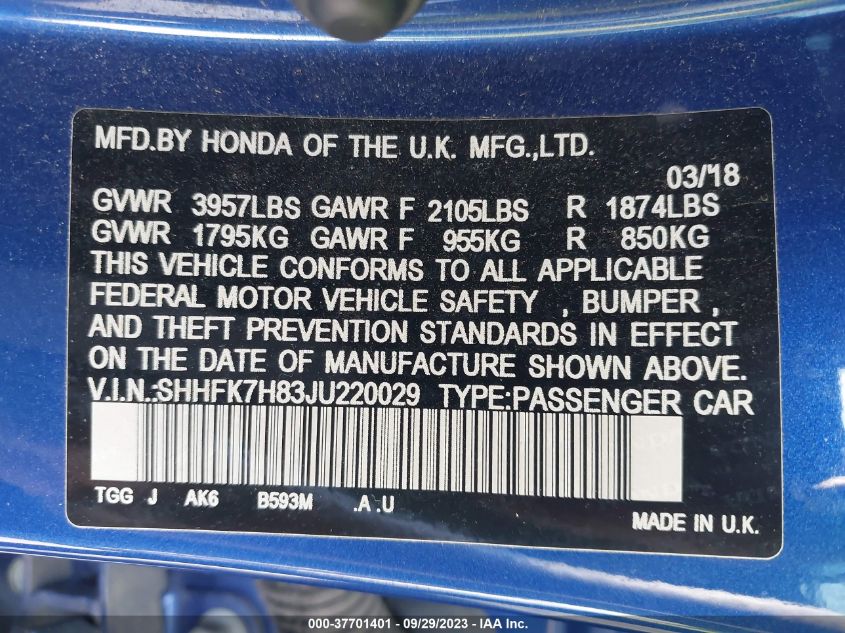 MFD.BY HONDA OF THE U.K. MFG.,LTD.
03/18
GVWR 3957LBS GAWR F 2105LBS R 1874LBS
GVWR 1795KG GAWR F 955KG R 850KG
THIS VEHICLE CONFORMS TO ALL APPLICABLE
FEDERAL MOTOR VEHICLE SAFETY , BUMPER ,
AND THEFT PREVENTION STANDARDS IN EFFECT
ON THE DATE OF MANUFACTURE SHOWN ABOVE.
V.I.N.:SHHFK7H83JU220029 TYPE:PASSENGER CAR
TGG J AK6 B593M .A .U
MADE IN U.K.
000-37701401 - 09/29/2023 - IAA Inc.